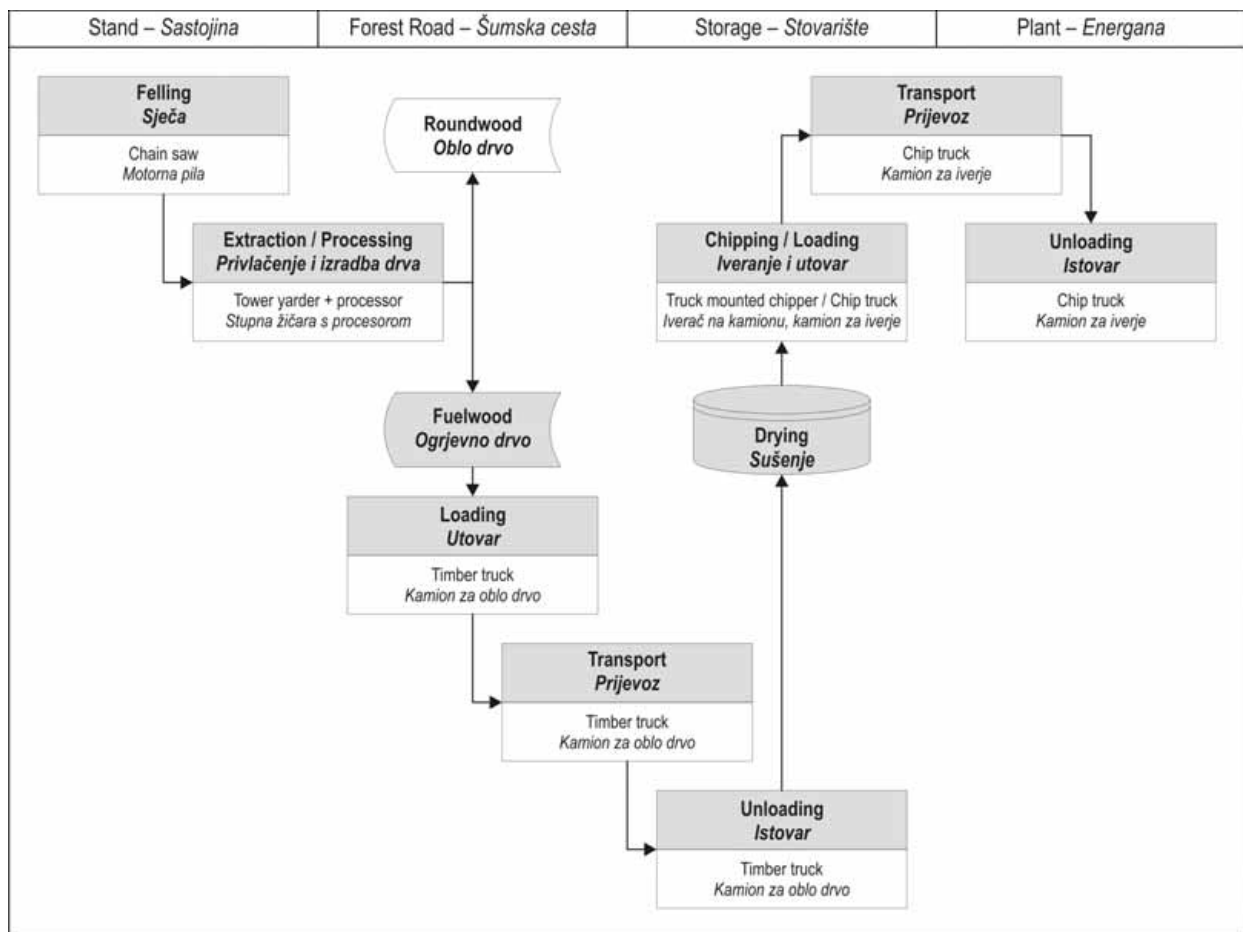 Stand – Sastojina
Forest Road – Šumska cesta
Storage – Stovarište
Plant – Energana
Felling
Sječa
Chain saw
Motorna pila
Roundwood
Oblo drvo
Extraction / Processing
Privlačenje i izradba drva
Tower yarder + processor
Stupna žičara s procesorom
Fuelwood
Ogrjevno drvo
Loading
Utovar
Timber truck
Kamion za oblo drvo
Transport
Prijevoz
Timber truck
Kamion za oblo drvo
Unloading
Istovar
Timber truck
Kamion za oblo drvo
Drying
Sušenje
Chipping / Loading
Iveranje i utovar
Truck mounted chipper / Chip truck
Iverač na kamionu, kamion za iverje
Transport
Prijevoz
Chip truck
Kamion za iverje
Unloading
Istovar
Chip truck
Kamion za iverje